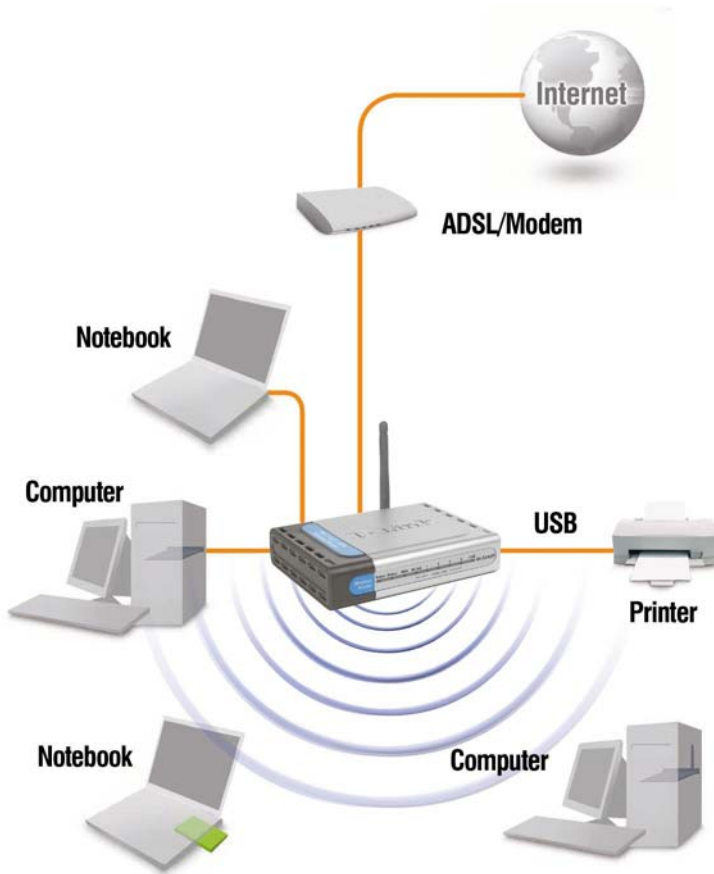 Internet
ADSL/Modem
Notebook
Computer
D-Link
USB
Printer
Notebook
Computer